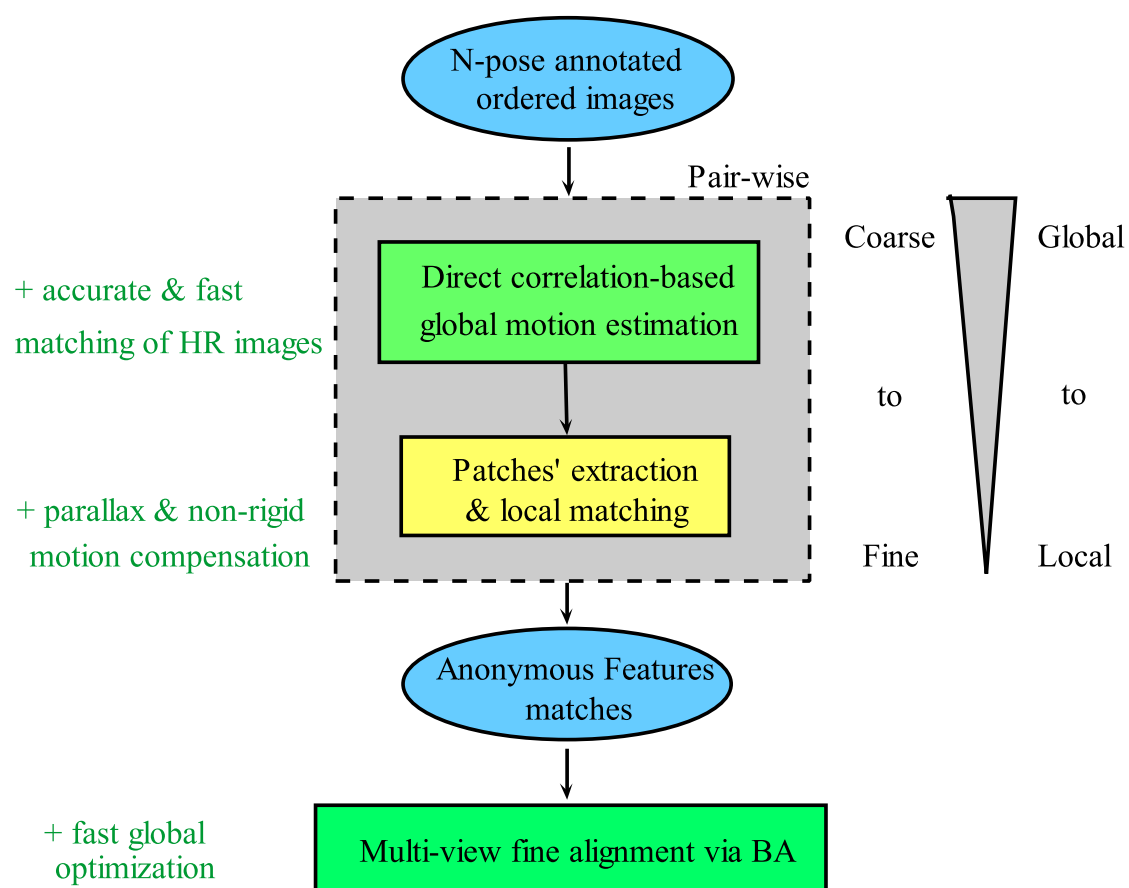 N-pose annotated
ordered images
Pair-wise
Coarse
Global
Direct correlation-based
global motion estimation
+ accurate & fast
matching of HR images
to
to
Patches' extraction
& local matching
+ parallax & non-rigid
motion compensation
Fine
Local
Anonymous Features
matches
+ fast global
optimization
Multi-view fine alignment via BA